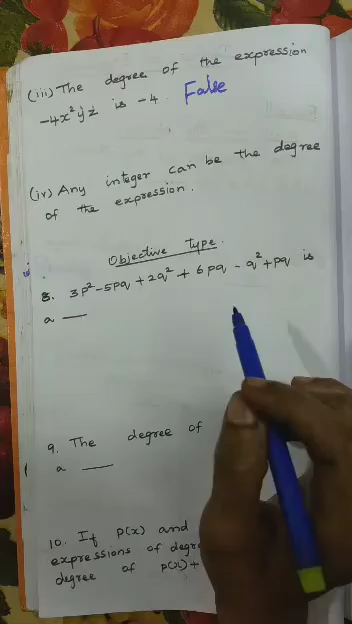 (iii) The degree of the expression
-4x²yz is -4. False
(iv) Any integer can be the degree
of the expression.
Objective Type.
8. 3p² - 5pq + 2q² + 6pq - q² + pq is
a ___
9. The degree of
a ___
10. If p(x) and
expressions of degre
degree of p(x) +